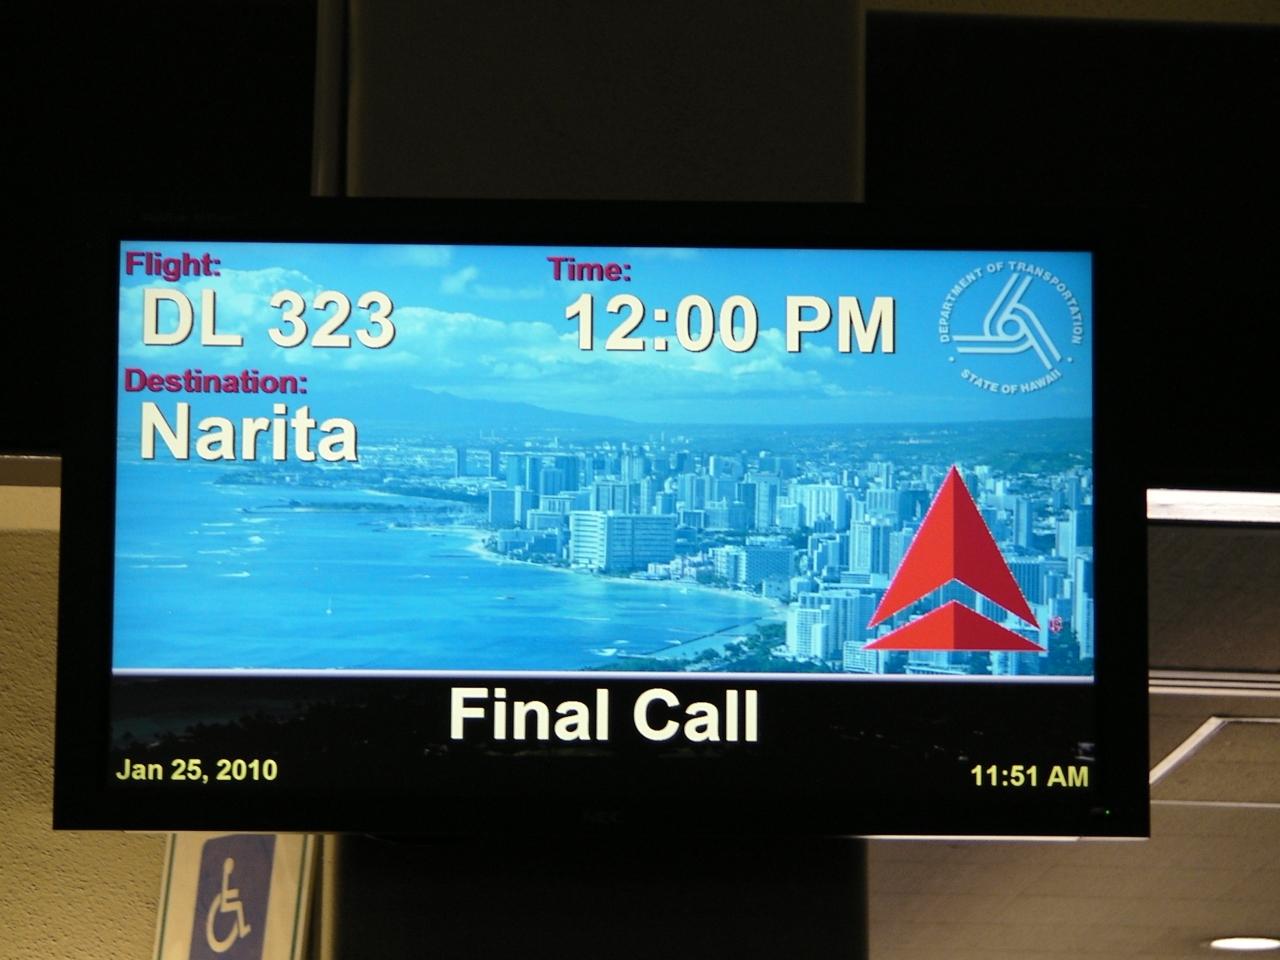 Flight:
DL 323
Time:
12:00 PM
DEPARTMENT OF TRANSPORTATION
STATE OF HAWAII
Destination:
Narita
Final Call
Jan 25, 2010
11:51 AM